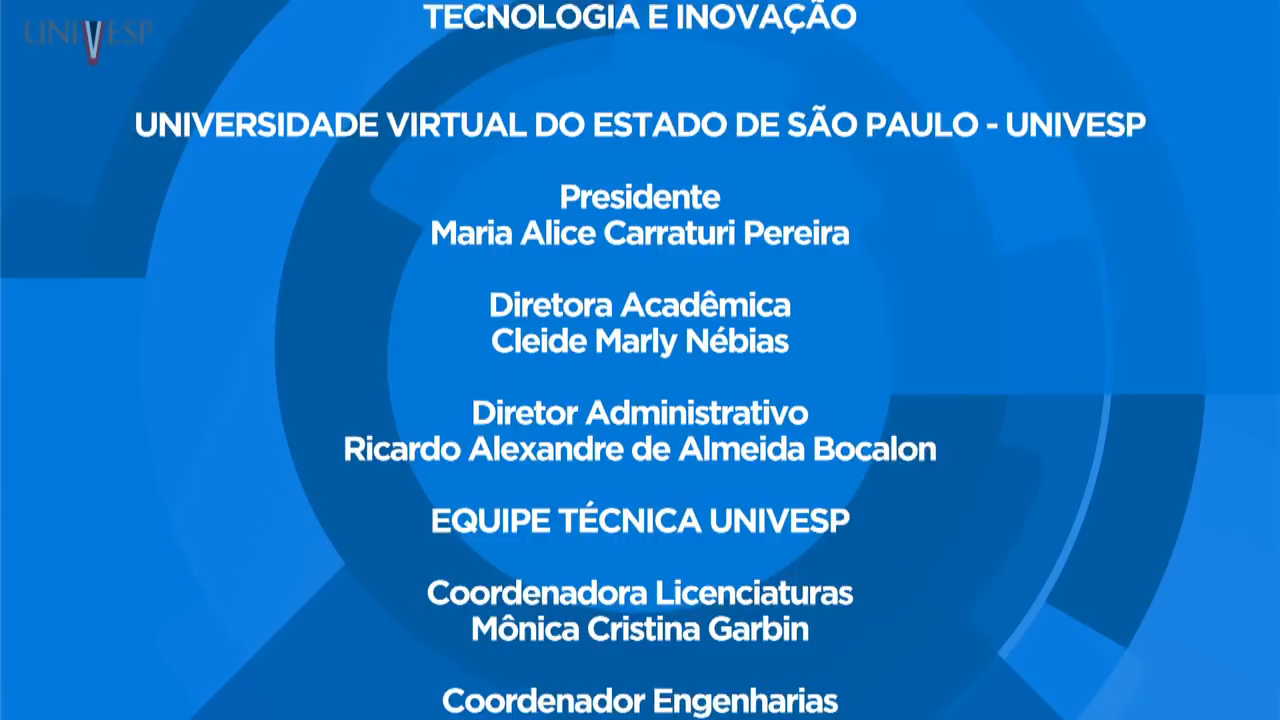 UNIVESP
TECNOLOGIA E INOVAÇÃO
UNIVERSIDADE VIRTUAL DO ESTADO DE SÃO PAULO - UNIVESP
Presidente
Maria Alice Carraturi Pereira
Diretora Acadêmica
Cleide Marly Nébias
Diretor Administrativo
Ricardo Alexandre de Almeida Bocalon
EQUIPE TÉCNICA UNIVESP
Coordenadora Licenciaturas
Mônica Cristina Garbin
Coordenador Engenharias